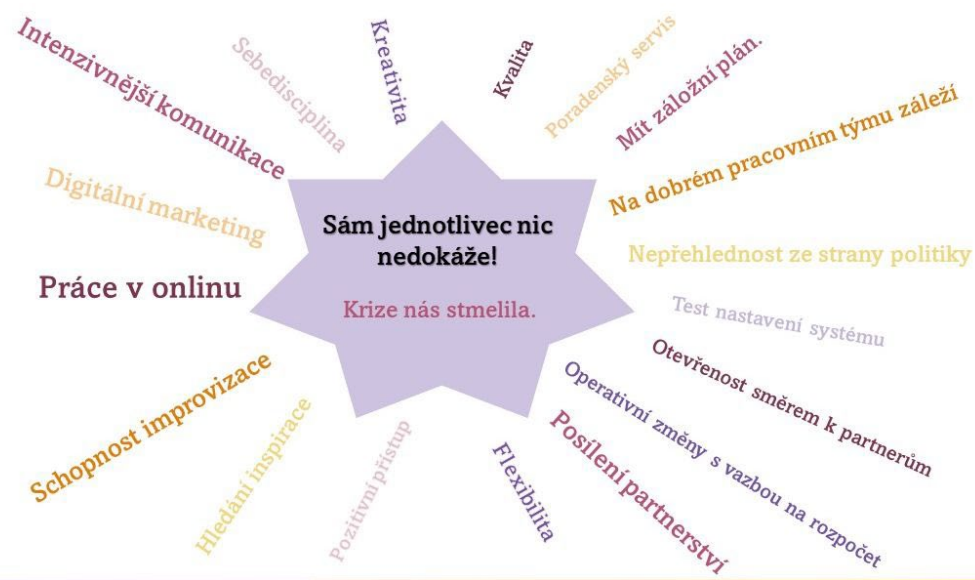 Intenzivnější komunikace
Sebedisciplina
Kreativita
Kvalita
Poradenský servis
Mít záložní plán.
Na dobrém pracovním týmu záleží
Digitální marketing
Sám jednotlivec nic
nedokáže!
Nepřehlednost ze strany politiky
Práce v onlinu
Krize nás stmelila.
Test nastavení systému
Otevřenost směrem k partnerům
Operativní změny s vazbou na rozpočet
Posílení partnerství
Schopnost improvizace
Hledání inspirace
Pozitivní přístup
Flexibilita